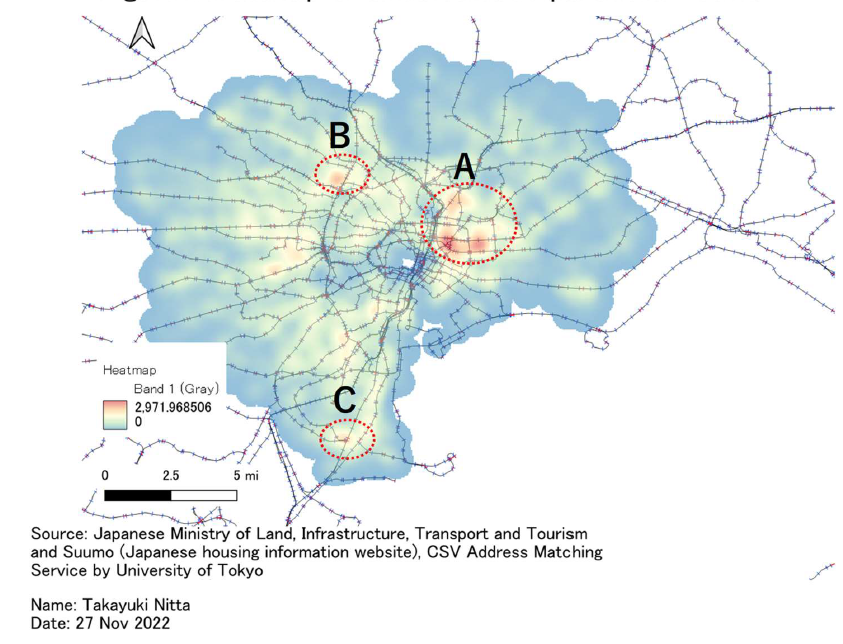 B
A
C
Heatmap
Band 1 (Gray)
2,971.968506
0
0 2.5 5 mi
Source: Japanese Ministry of Land, Infrastructure, Transport and Tourism
and Suumo (Japanese housing information website), CSV Address Matching
Service by University of Tokyo
Name: Takayuki Nitta
Date: 27 Nov 2022